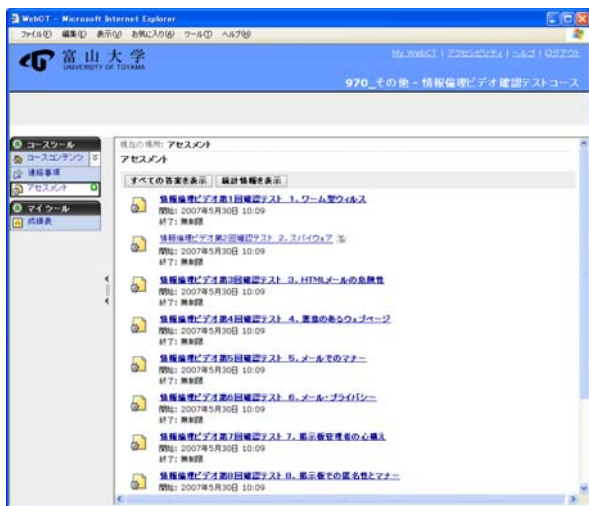 WebCT - Microsoft Internet Explorer
ファイル(F) 編集(E) 表示(V) お気に入り(A) ツール(T) ヘルプ(H)
富山大学
UNIVERSITY OF TOYAMA
My WebCT | アクセシビリティ | ヘルプ | ログアウト
970_その他 - 情報倫理ビデオ確認テストコース
コースツール
コースコンテンツ
連絡事項
アセスメント
マイツール
成績表
現在の場所: アセスメント
アセスメント
すべての答案を表示 統計情報を表示
情報倫理ビデオ第1回確認テスト 1. ワーム型ウィルス
開始: 2007年5月30日 10:09
終了: 無制限
情報倫理ビデオ第2回確認テスト 2. スパイウェア
開始: 2007年5月30日 10:09
終了: 無制限
情報倫理ビデオ第3回確認テスト 3. HTMLメールの危険性
開始: 2007年5月30日 10:09
終了: 無制限
情報倫理ビデオ第4回確認テスト 4. 悪意のあるウェブページ
開始: 2007年5月30日 10:09
終了: 無制限
情報倫理ビデオ第5回確認テスト 5. メールでのマナー
開始: 2007年5月30日 10:09
終了: 無制限
情報倫理ビデオ第6回確認テスト 6. メール・プライバシー
開始: 2007年5月30日 10:09
終了: 無制限
情報倫理ビデオ第7回確認テスト 7. 掲示板管理者の心構え
開始: 2007年5月30日 10:09
終了: 無制限
情報倫理ビデオ第8回確認テスト 8. 掲示板での匿名性とマナー
開始: 2007年5月30日 10:09